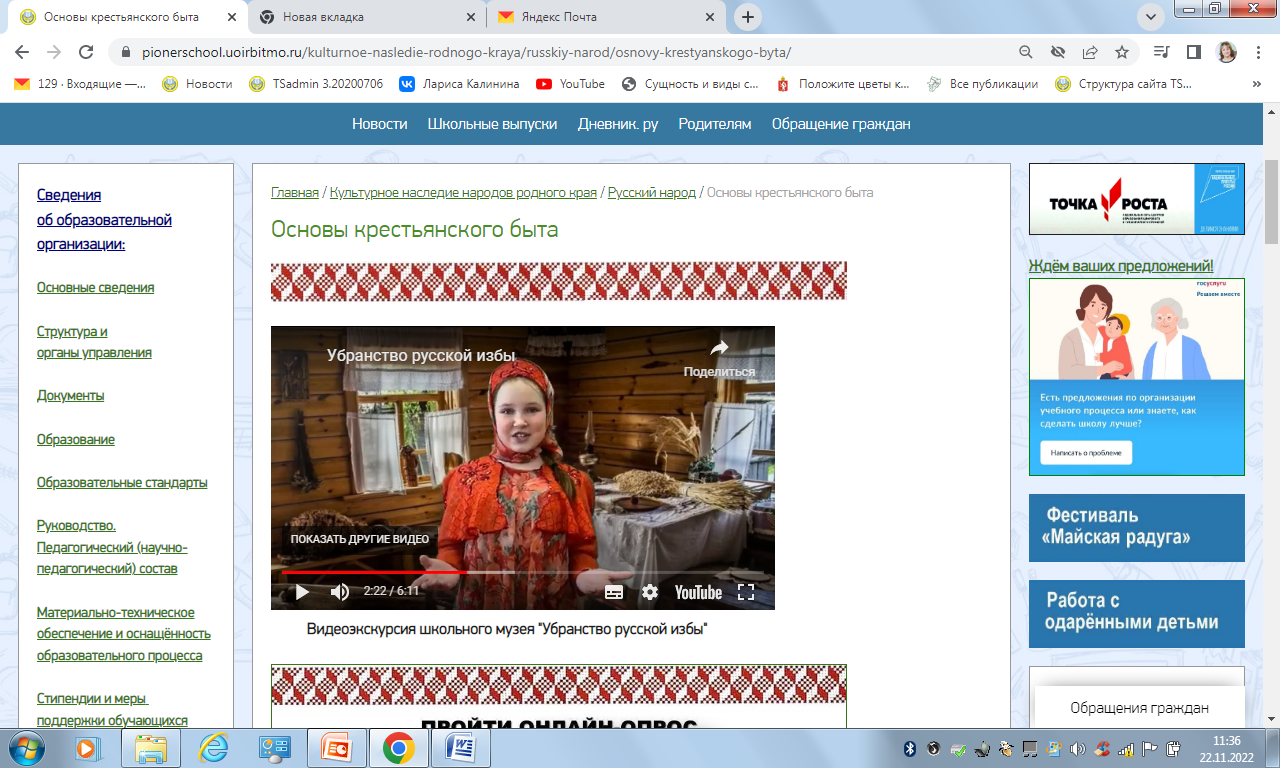 Основы крестьянского быта
Новая вкладка
Яндекс Почта
pionerschool.uoirbitmo.ru/kulturnoe-nasledie-rodnogo-kraya/russkiy-narod/osnovy-krestyanskogo-byta/
129 · Входящие —...
Новости
TSadmin 3.20200706
Лариса Калинина
YouTube
Сущность и виды с...
Положите цветы к...
Все публикации
Структура сайта TS...
Новости
Школьные выпуски
Дневник. ру
Родителям
Обращение граждан
Сведения
об образовательной
организации:
Основные сведения
Структура и
органы управления
Документы
Образование
Образовательные стандарты
Руководство.
Педагогический (научно-
педагогический) состав
Материально-техническое
обеспечение и оснащённость
образовательного процесса
Стипендии и меры
поддержки обучающихся
Главная / Культурное наследие народов родного края / Русский народ / Основы крестьянского быта
Основы крестьянского быта
Убранство русской избы
Поделиться
ПОКАЗАТЬ ДРУГИЕ ВИДЕО
2:22 / 6:11
YouTube
Видеоэкскурсия школьного музея "Убранство русской избы"
ПРОЙТИ ОНЛАЙН ОПРОС
ТОЧКА РОСТА
Ждём ваших предложений!
госуслуги
Решаем вместе
Есть предложения по организации
учебного процесса или знаете, как
сделать школу лучше?
Написать о проблеме
Фестиваль
«Майская радуга»
Работа с
одарёнными детьми
Обращения граждан
11:36
22.11.2022